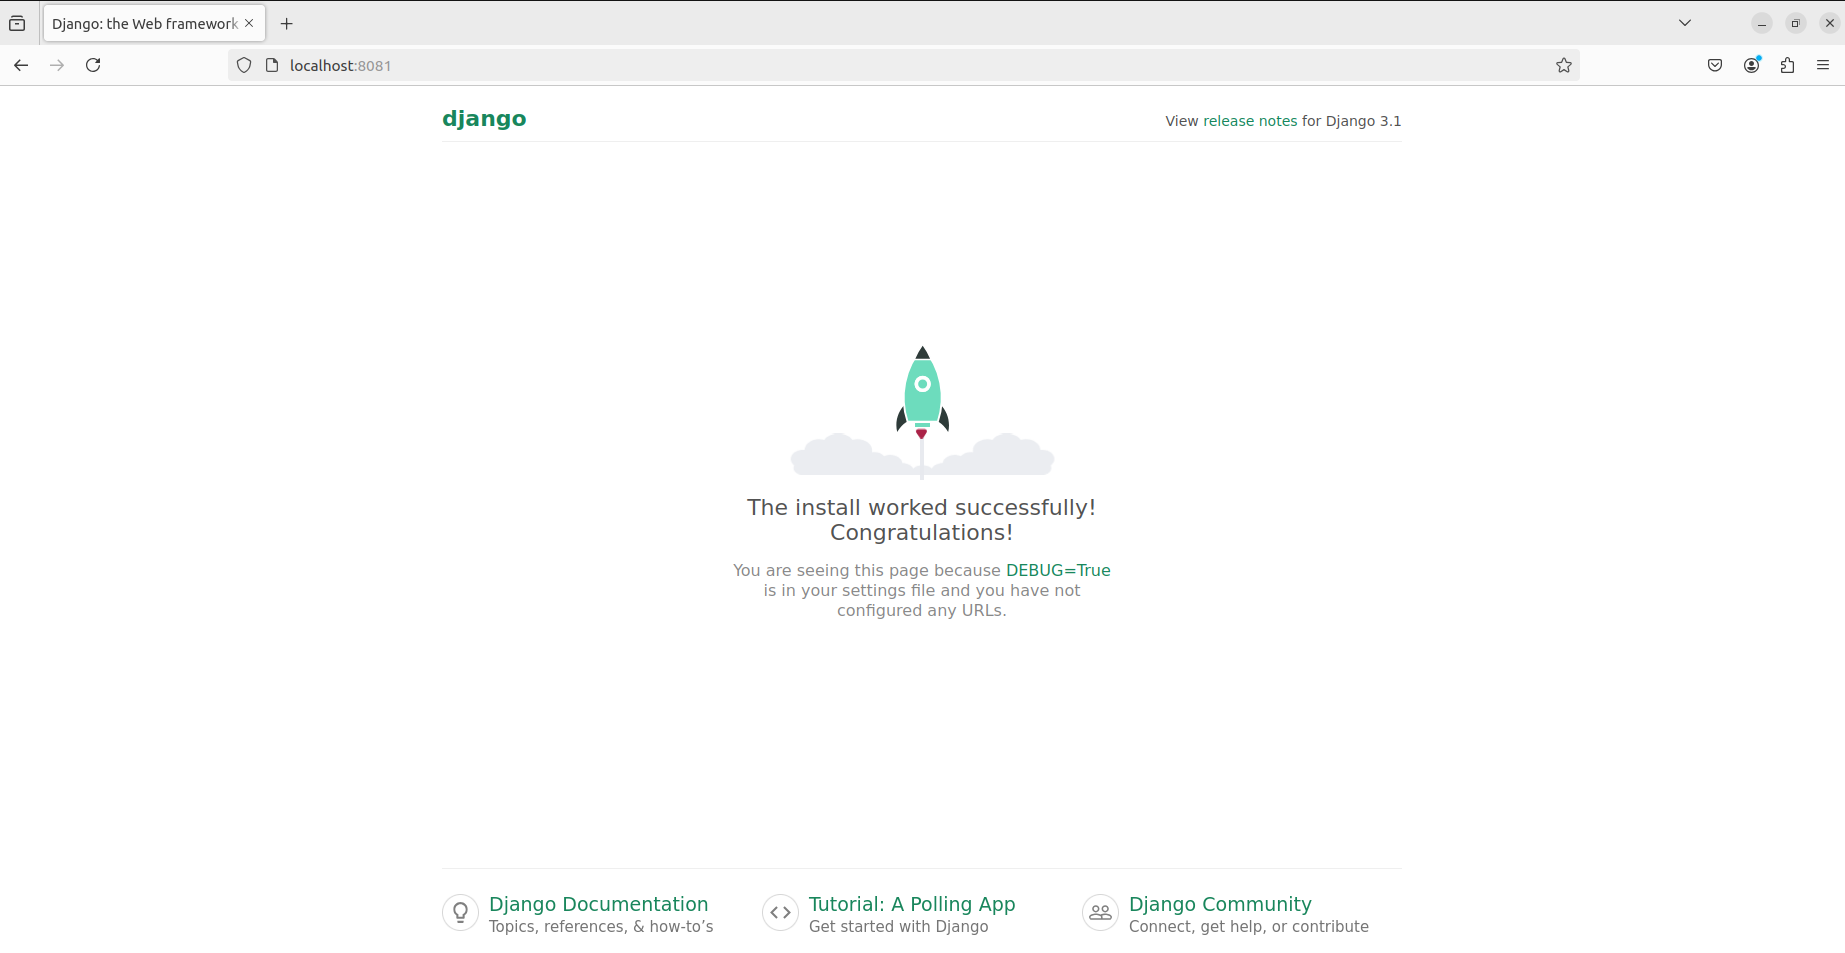 Django: the Web framework
localhost:8081
django
View release notes for Django 3.1
The install worked successfully!
Congratulations!
You are seeing this page because DEBUG=True
is in your settings file and you have not
configured any URLs.
Django Documentation
Topics, references, & how-to’s
Tutorial: A Polling App
Get started with Django
Django Community
Connect, get help, or contribute